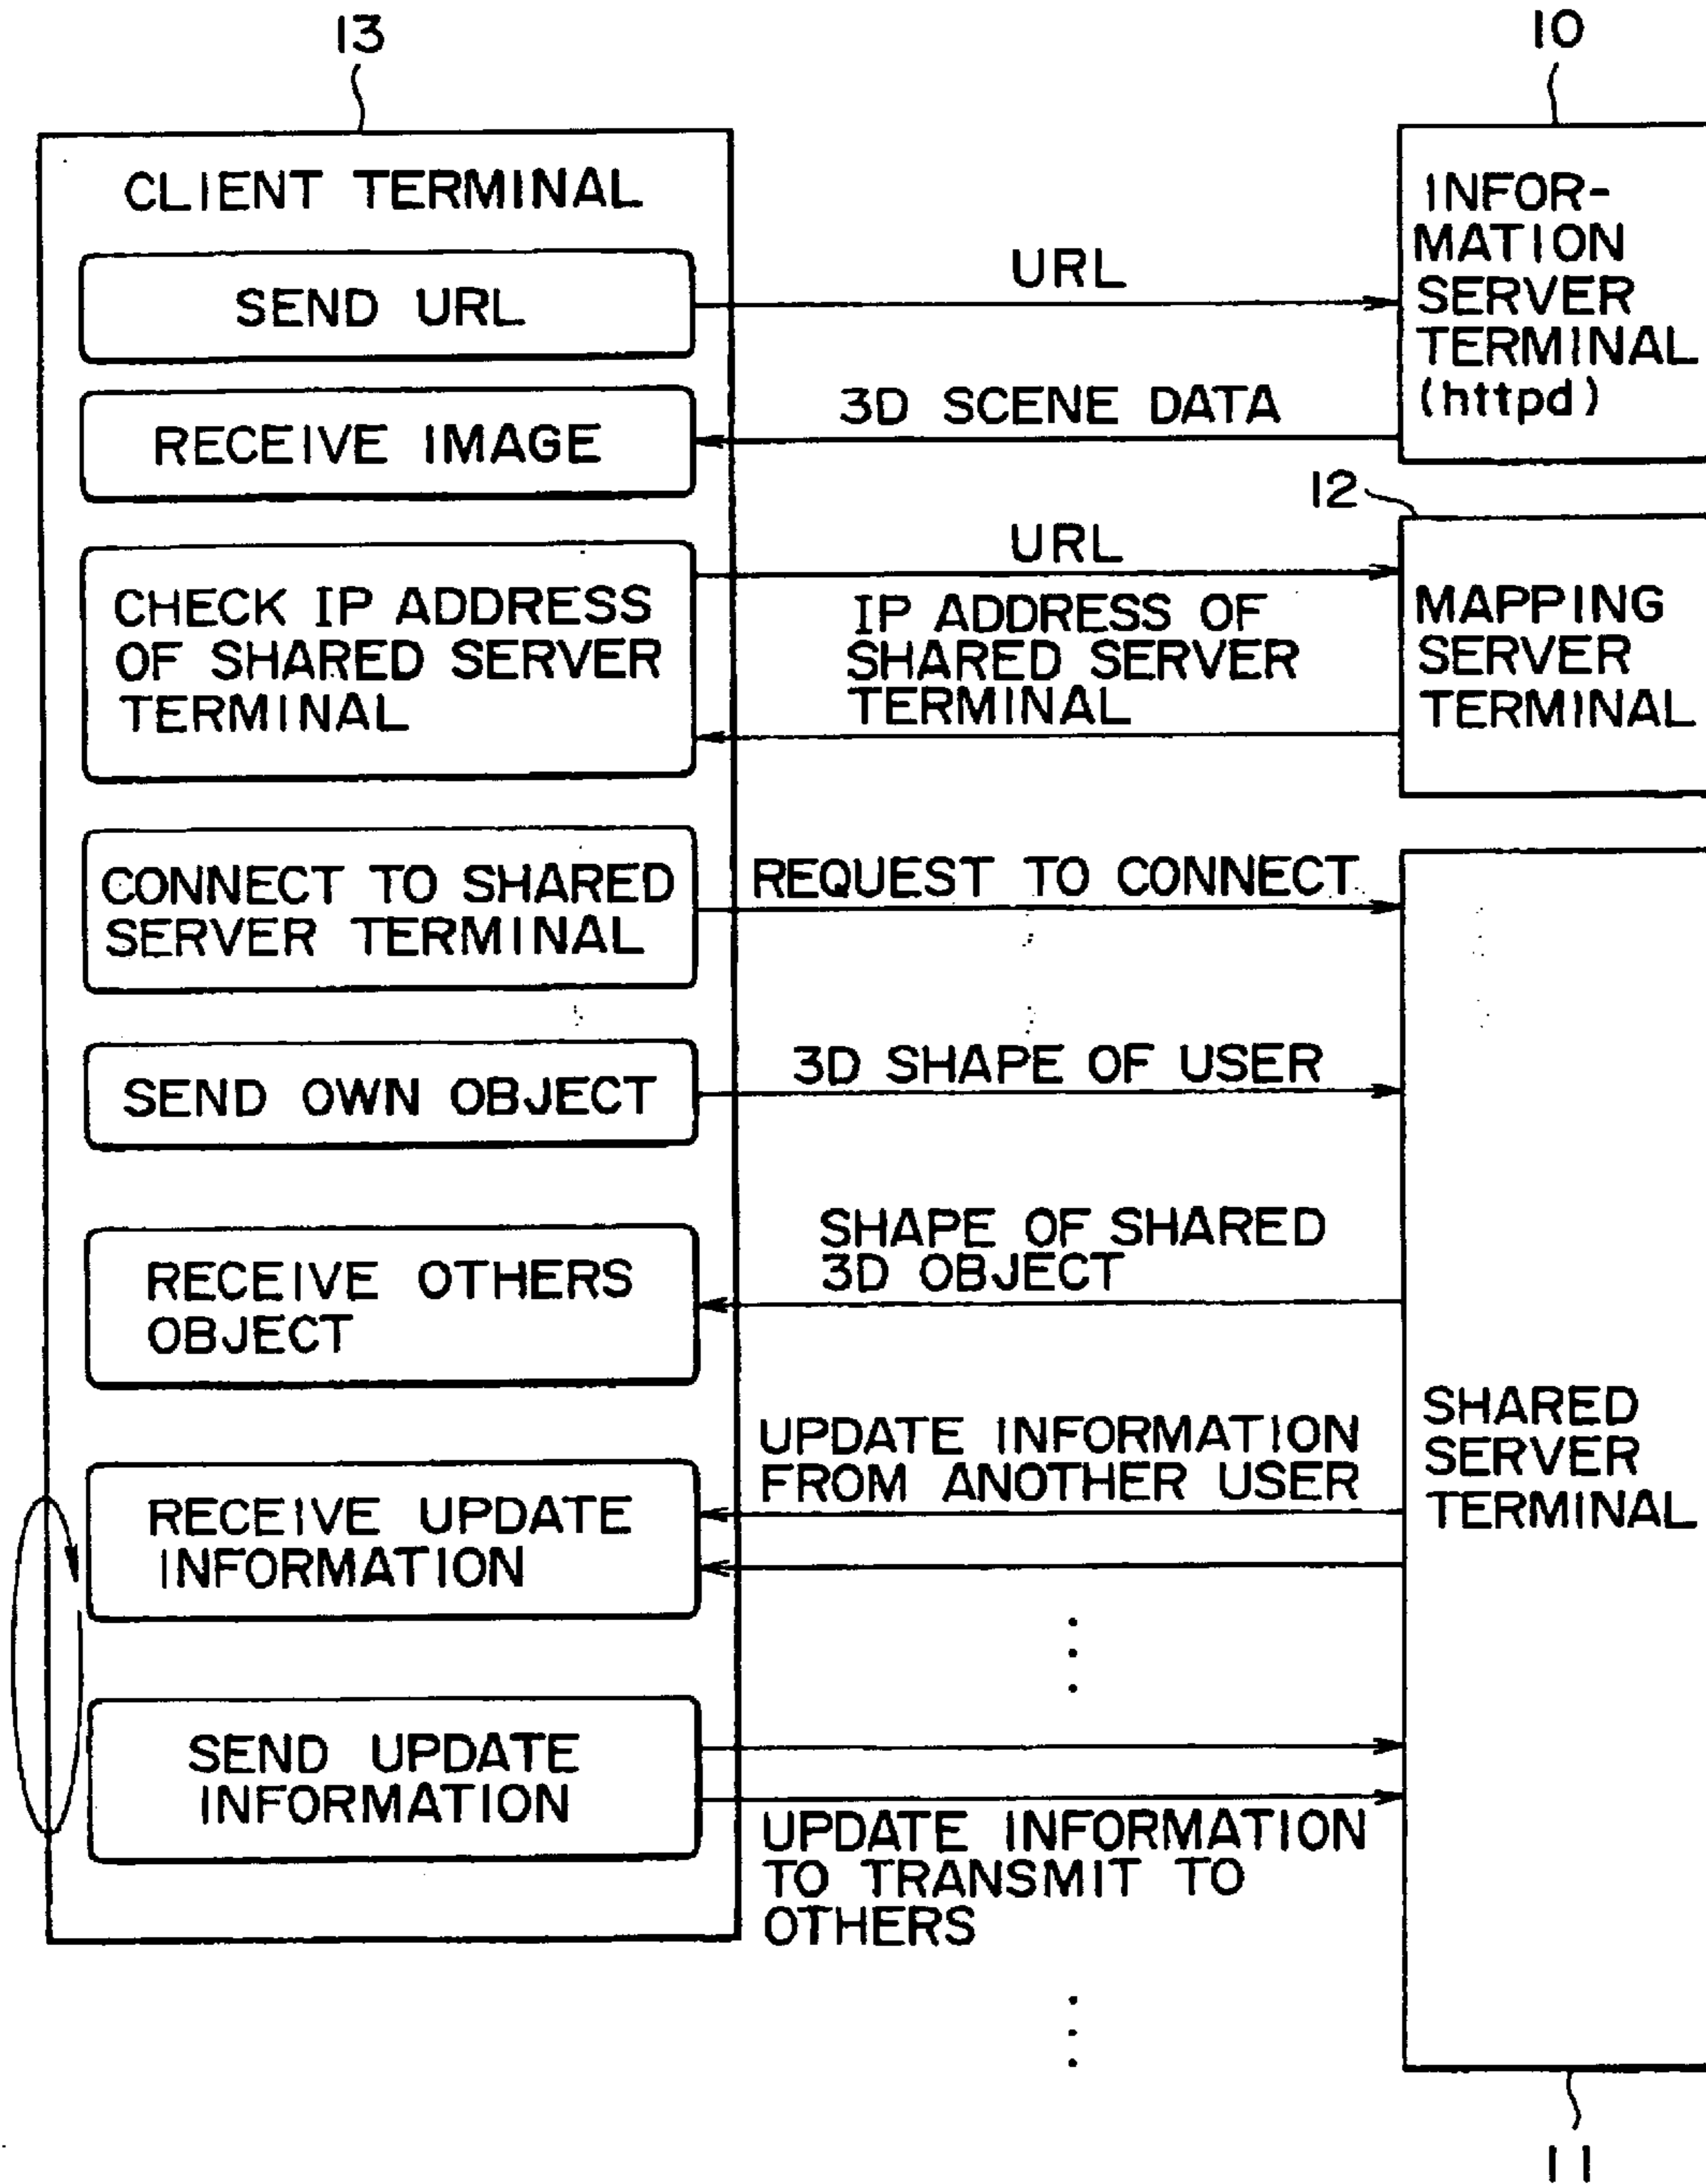 13
10
CLIENT TERMINAL
INFOR-
MATION
SERVER
TERMINAL
(httpd)
SEND URL
URL
RECEIVE IMAGE
3D SCENE DATA
12
CHECK IP ADDRESS
OF SHARED SERVER
TERMINAL
URL
IP ADDRESS OF
SHARED SERVER
TERMINAL
MAPPING
SERVER
TERMINAL
CONNECT TO SHARED
SERVER TERMINAL
REQUEST TO CONNECT
SEND OWN OBJECT
3D SHAPE OF USER
RECEIVE OTHERS
OBJECT
SHAPE OF SHARED
3D OBJECT
SHARED
SERVER
TERMINAL
RECEIVE UPDATE
INFORMATION
UPDATE INFORMATION
FROM ANOTHER USER
SEND UPDATE
INFORMATION
UPDATE INFORMATION
TO TRANSMIT TO
OTHERS
11